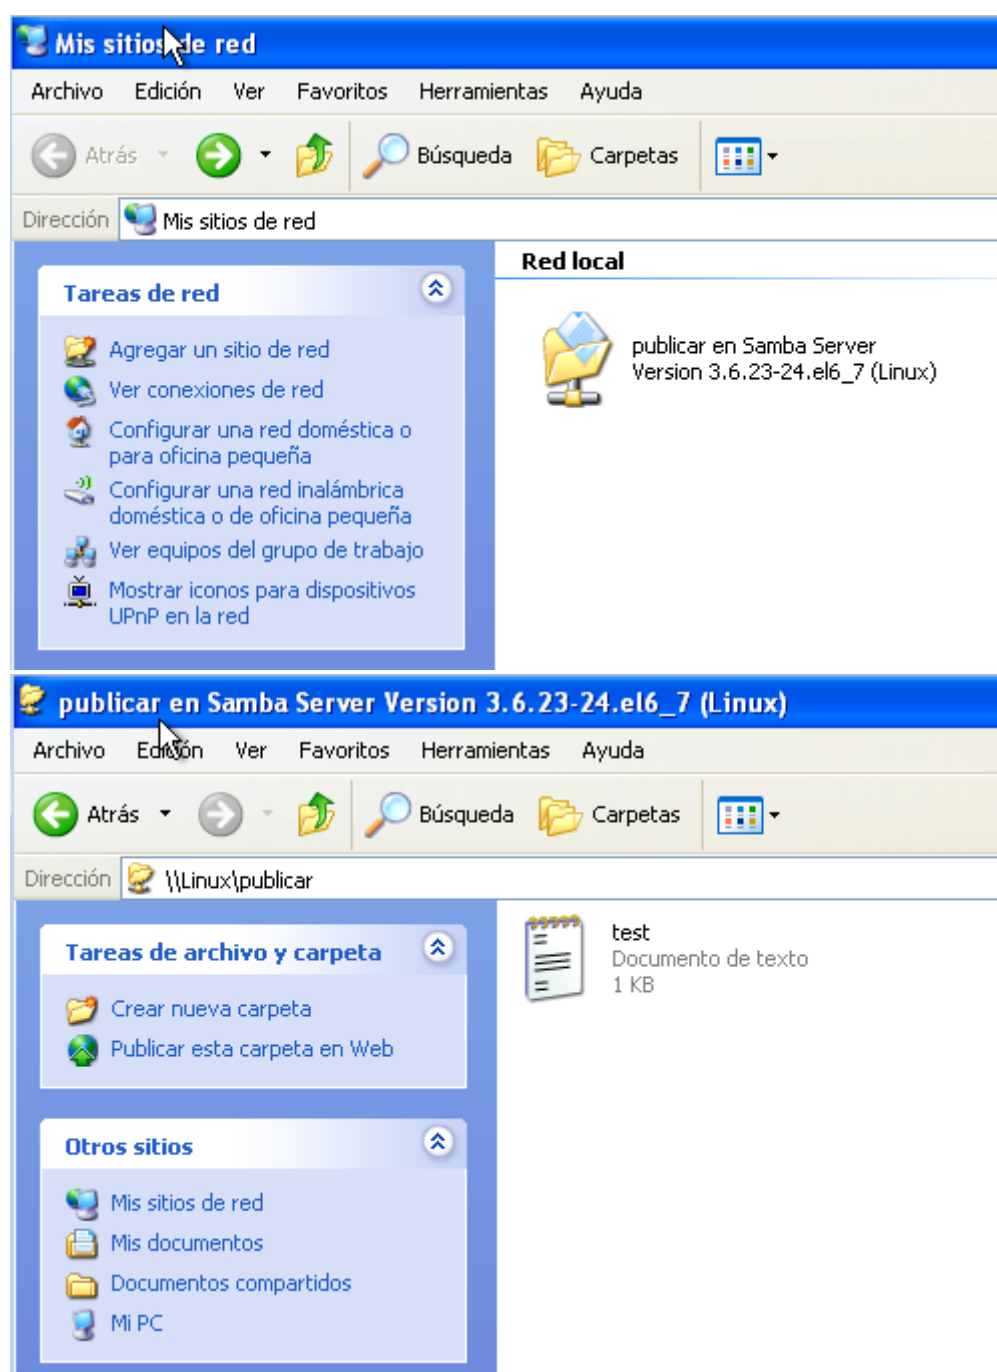 Mis sitios de red
Archivo Edición Ver Favoritos Herramientas Ayuda
Atrás Búsqueda Carpetas
Dirección Mis sitios de red
Tareas de red
Agregar un sitio de red
Ver conexiones de red
Configurar una red doméstica o
para oficina pequeña
Configurar una red inalámbrica
doméstica o de oficina pequeña
Ver equipos del grupo de trabajo
Mostrar iconos para dispositivos
UPnP en la red
Red local
publicar en Samba Server
Version 3.6.23-24.el6_7 (Linux)
publicar en Samba Server Version 3.6.23-24.el6_7 (Linux)
Archivo Edición Ver Favoritos Herramientas Ayuda
Atrás Búsqueda Carpetas
Dirección \\Linux\publicar
Tareas de archivo y carpeta
Crear nueva carpeta
Publicar esta carpeta en Web
Otros sitios
Mis sitios de red
Mis documentos
Documentos compartidos
Mi PC
test
Documento de texto
1 KB